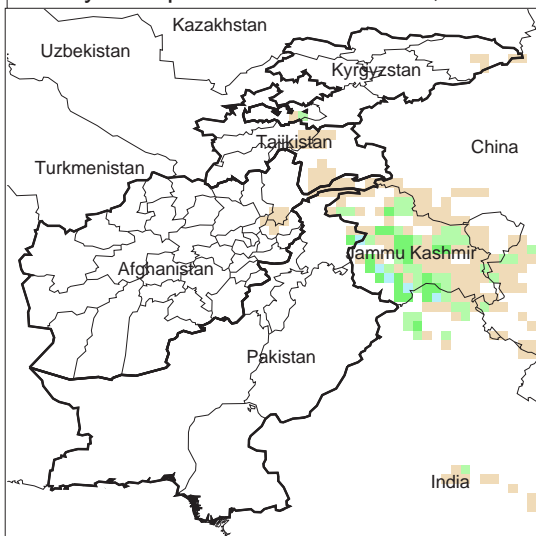 Kazakhstan
Uzbekistan
Kyrgyzstan
Tajikistan
China
Turkmenistan
Jammu Kashmir
Afghanistan
Pakistan
India